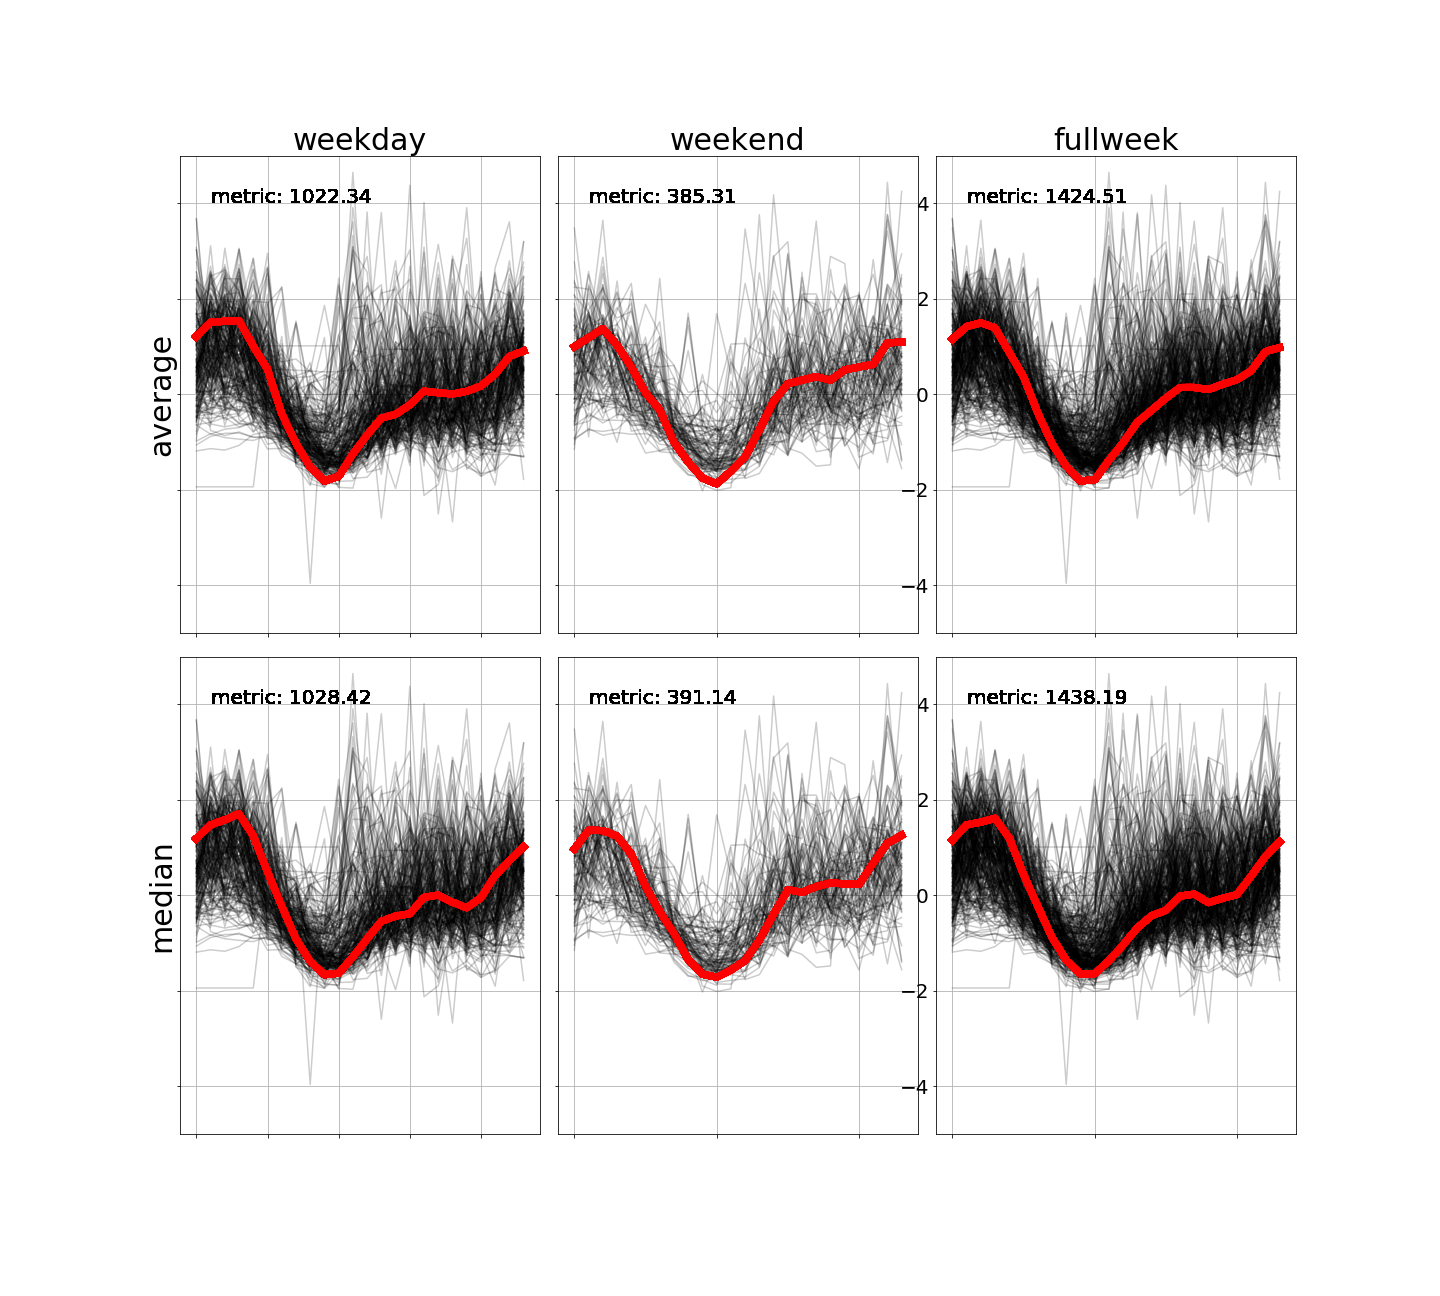 weekday
weekend
fullweek
metric: 1022.34
metric: 385.31
metric: 1424.51
average
4
2
0
−2
−4
metric: 1028.42
metric: 391.14
metric: 1438.19
median
4
2
0
−2
−4